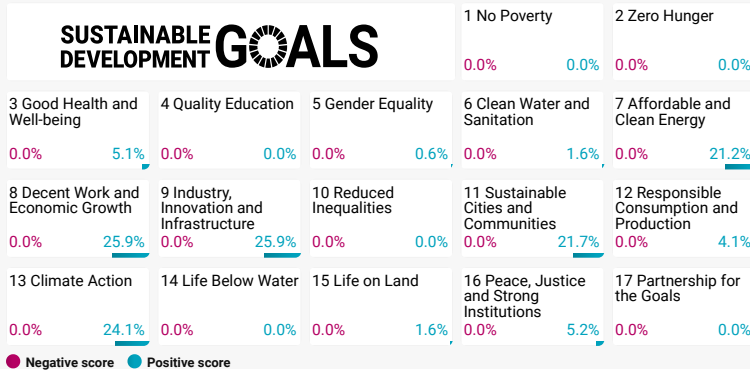 SUSTAINABLE
DEVELOPMENT
GOALS
1 No Poverty
0.0% 0.0%
2 Zero Hunger
0.0% 0.0%
3 Good Health and
Well-being
0.0% 5.1%
4 Quality Education
0.0% 0.0%
5 Gender Equality
0.0% 0.6%
6 Clean Water and
Sanitation
0.0% 1.6%
7 Affordable and
Clean Energy
0.0% 21.2%
8 Decent Work and
Economic Growth
0.0% 25.9%
9 Industry,
Innovation and
Infrastructure
0.0% 25.9%
10 Reduced
Inequalities
0.0% 0.0%
11 Sustainable
Cities and
Communities
0.0% 21.7%
12 Responsible
Consumption and
Production
0.0% 4.1%
13 Climate Action
0.0% 24.1%
14 Life Below Water
0.0% 0.0%
15 Life on Land
0.0% 1.6%
16 Peace, Justice
and Strong
Institutions
0.0% 5.2%
17 Partnership for
the Goals
0.0% 0.0%
Negative score Positive score